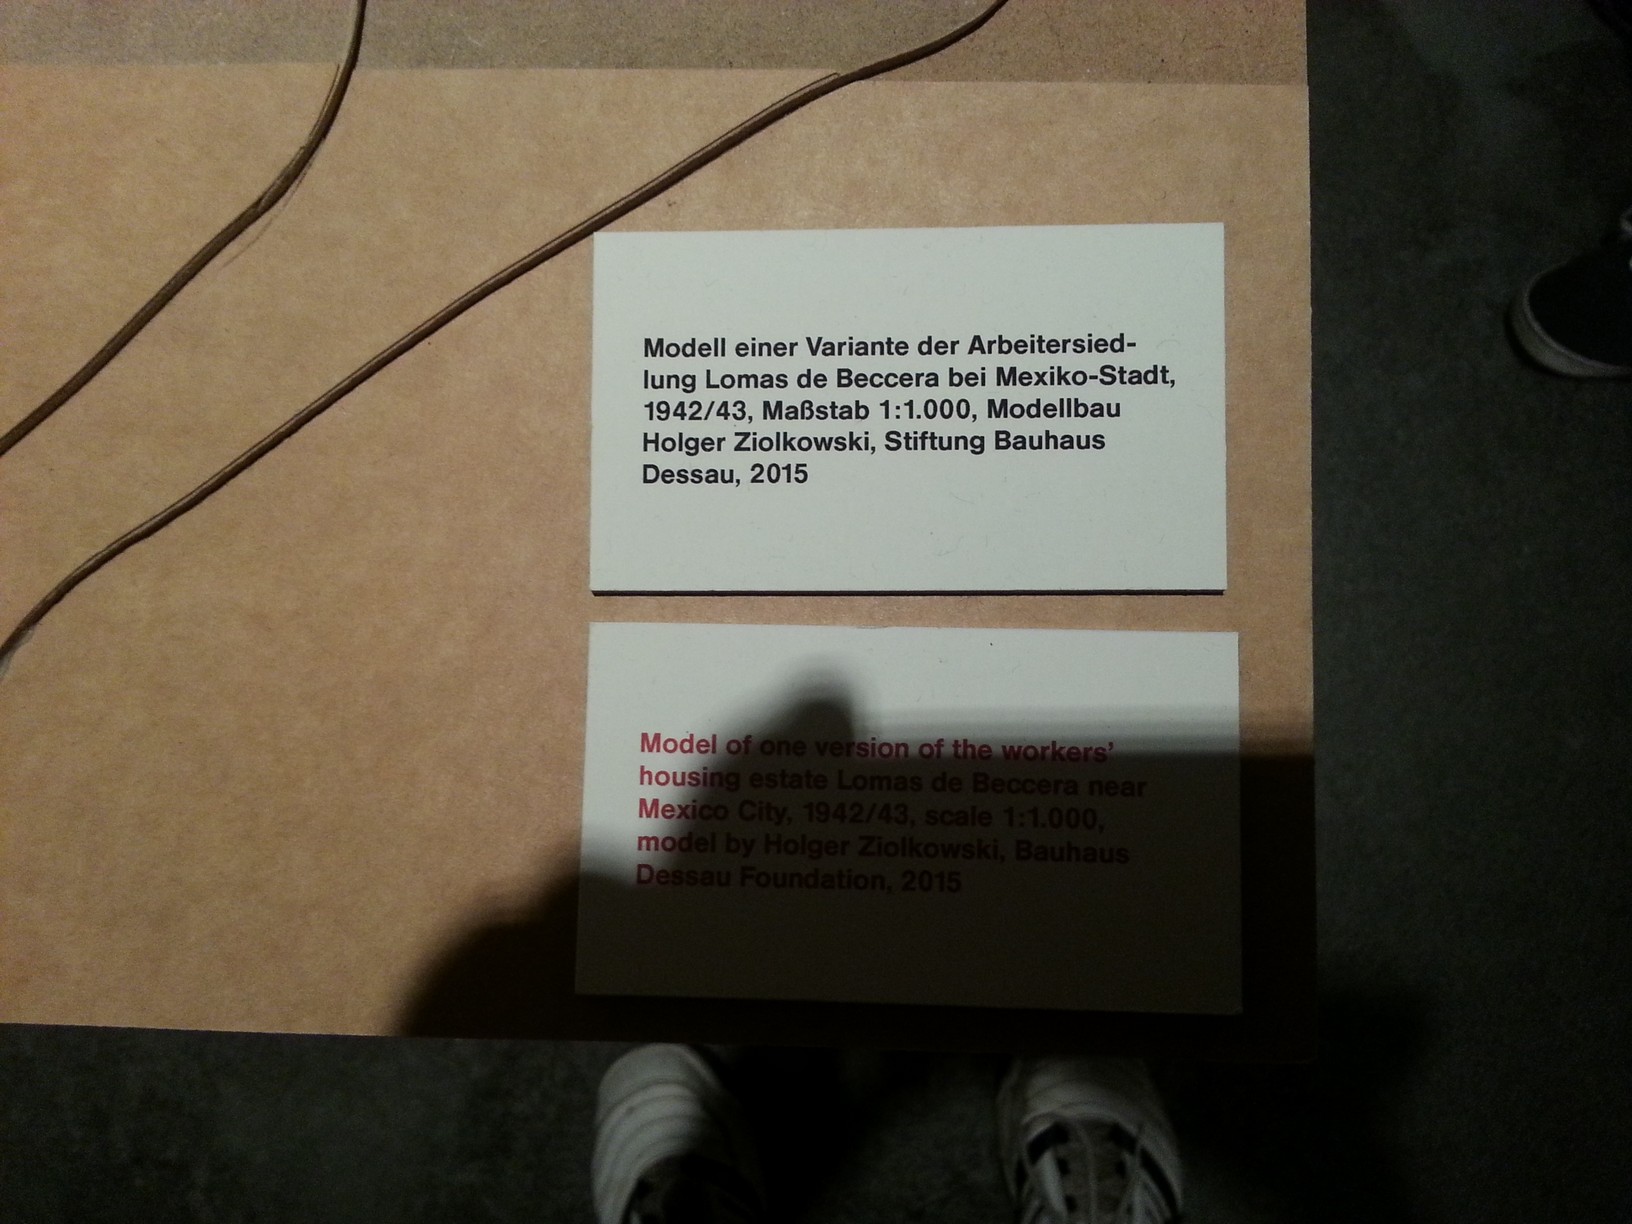 Modell einer Variante der Arbeitersied-
lung Lomas de Beccera bei Mexiko-Stadt,
1942/43, Maßstab 1:1.000, Modellbau
Holger Ziolkowski, Stiftung Bauhaus
Dessau, 2015
Model of one version of the workers’
housing estate Lomas de Beccera near
Mexico City, 1942/43, scale 1:1.000,
model by Holger Ziolkowski, Bauhaus
Dessau Foundation, 2015